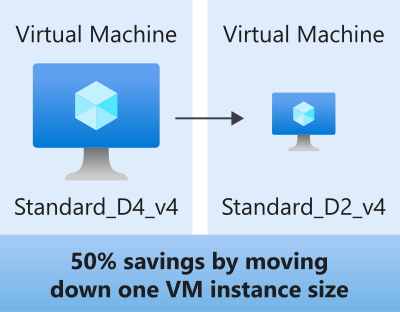 Virtual Machine
Standard_D4_v4
Virtual Machine
Standard_D2_v4
50% savings by moving
down one VM instance size